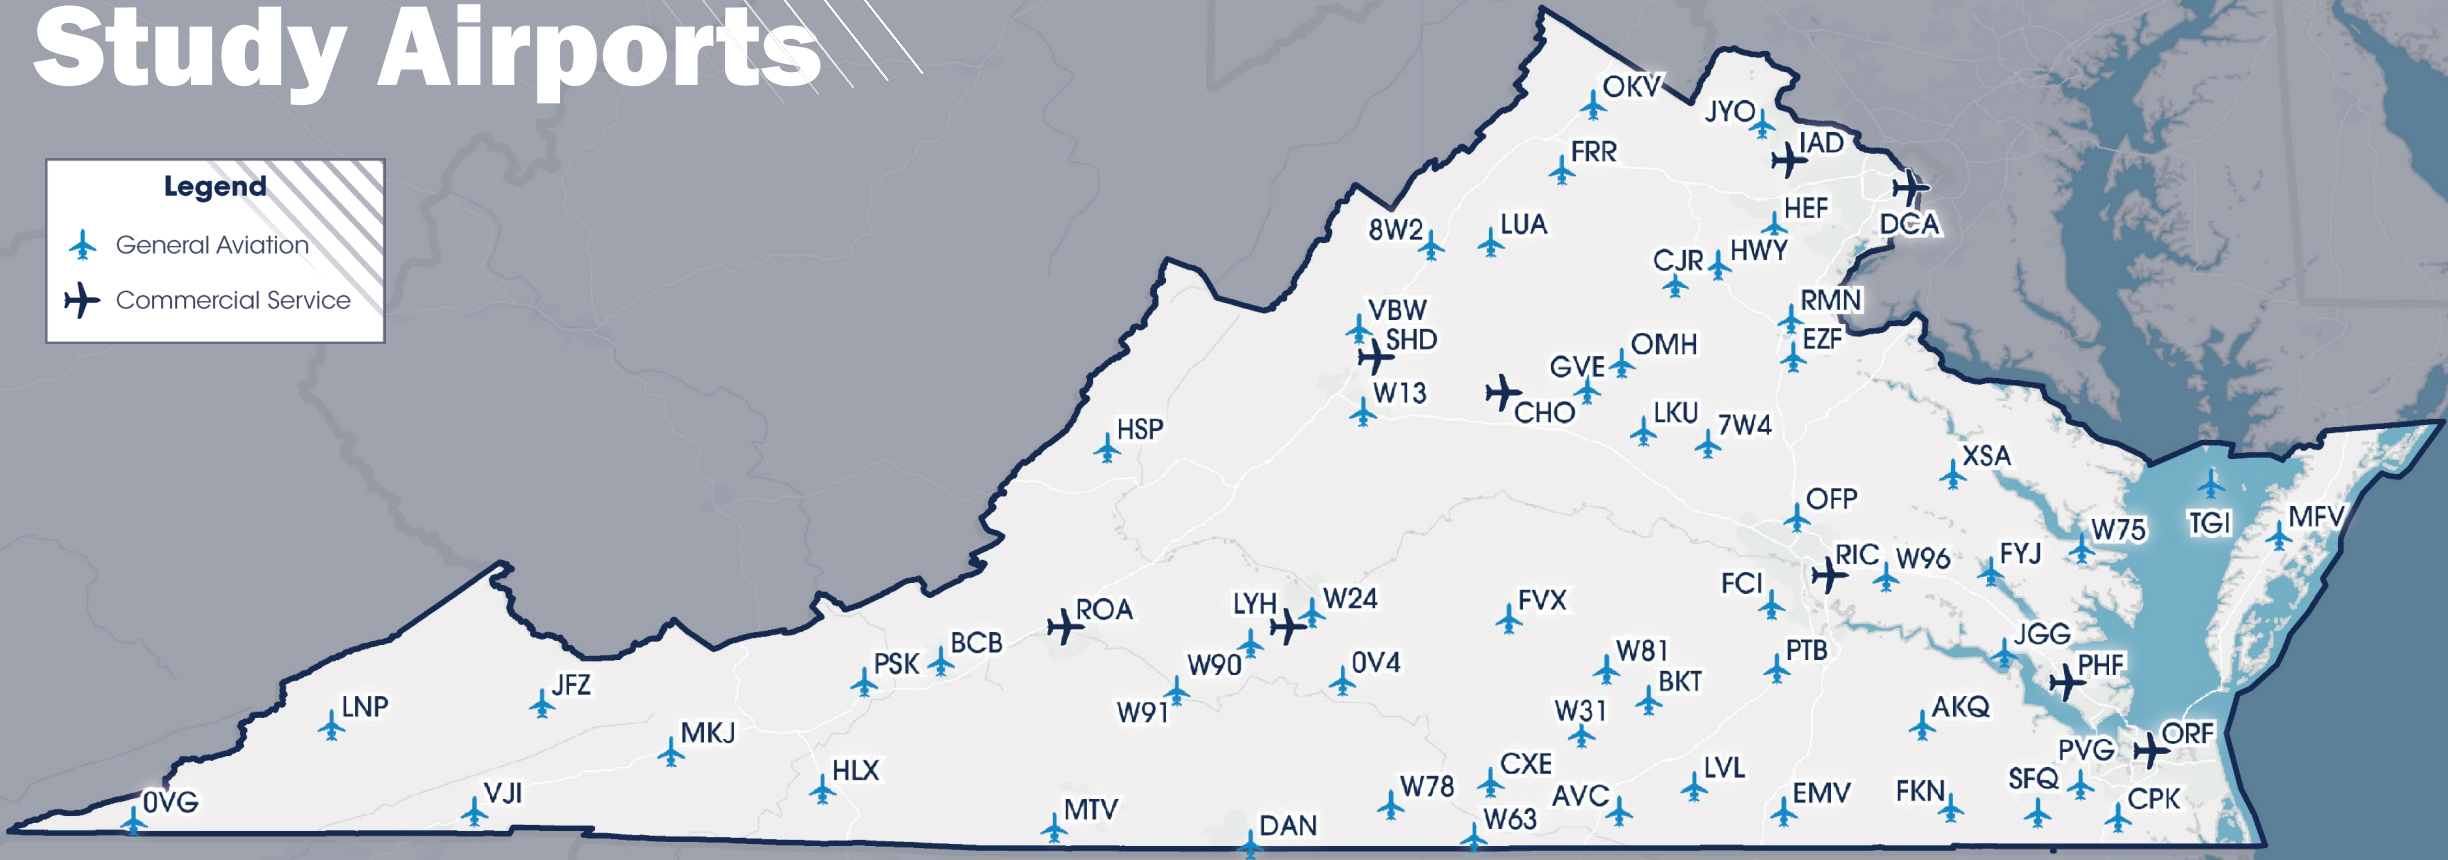 Study Airports
Legend
General Aviation
Commercial Service
OKV
JYO
IAD
FRR
DCA
HEF
8W2
LUA
HWY
CJR
RMN
VBW
SHD
EZF
OMH
GVE
W13
CHO
LKU
7W4
HSP
XSA
OFP
TGI
MFV
W75
RIC
W96
FYJ
FCI
LYH
W24
FVX
ROA
JGG
BCB
PSK
W90
0V4
W81
PTB
PHF
BKT
JFZ
LNP
W91
W31
AKQ
MKJ
ORF
PVG
HLX
CXE
LVL
SFQ
VJI
0VG
W78
AVC
EMV
FKN
CPK
MTV
DAN
W63